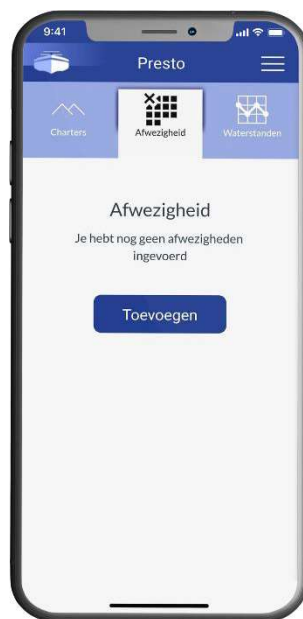 9:41
Presto
Charters
Afwezigheid
Waterstanden
Afwezigheid
Je hebt nog geen afwezigheden
ingevoerd
Toevoegen